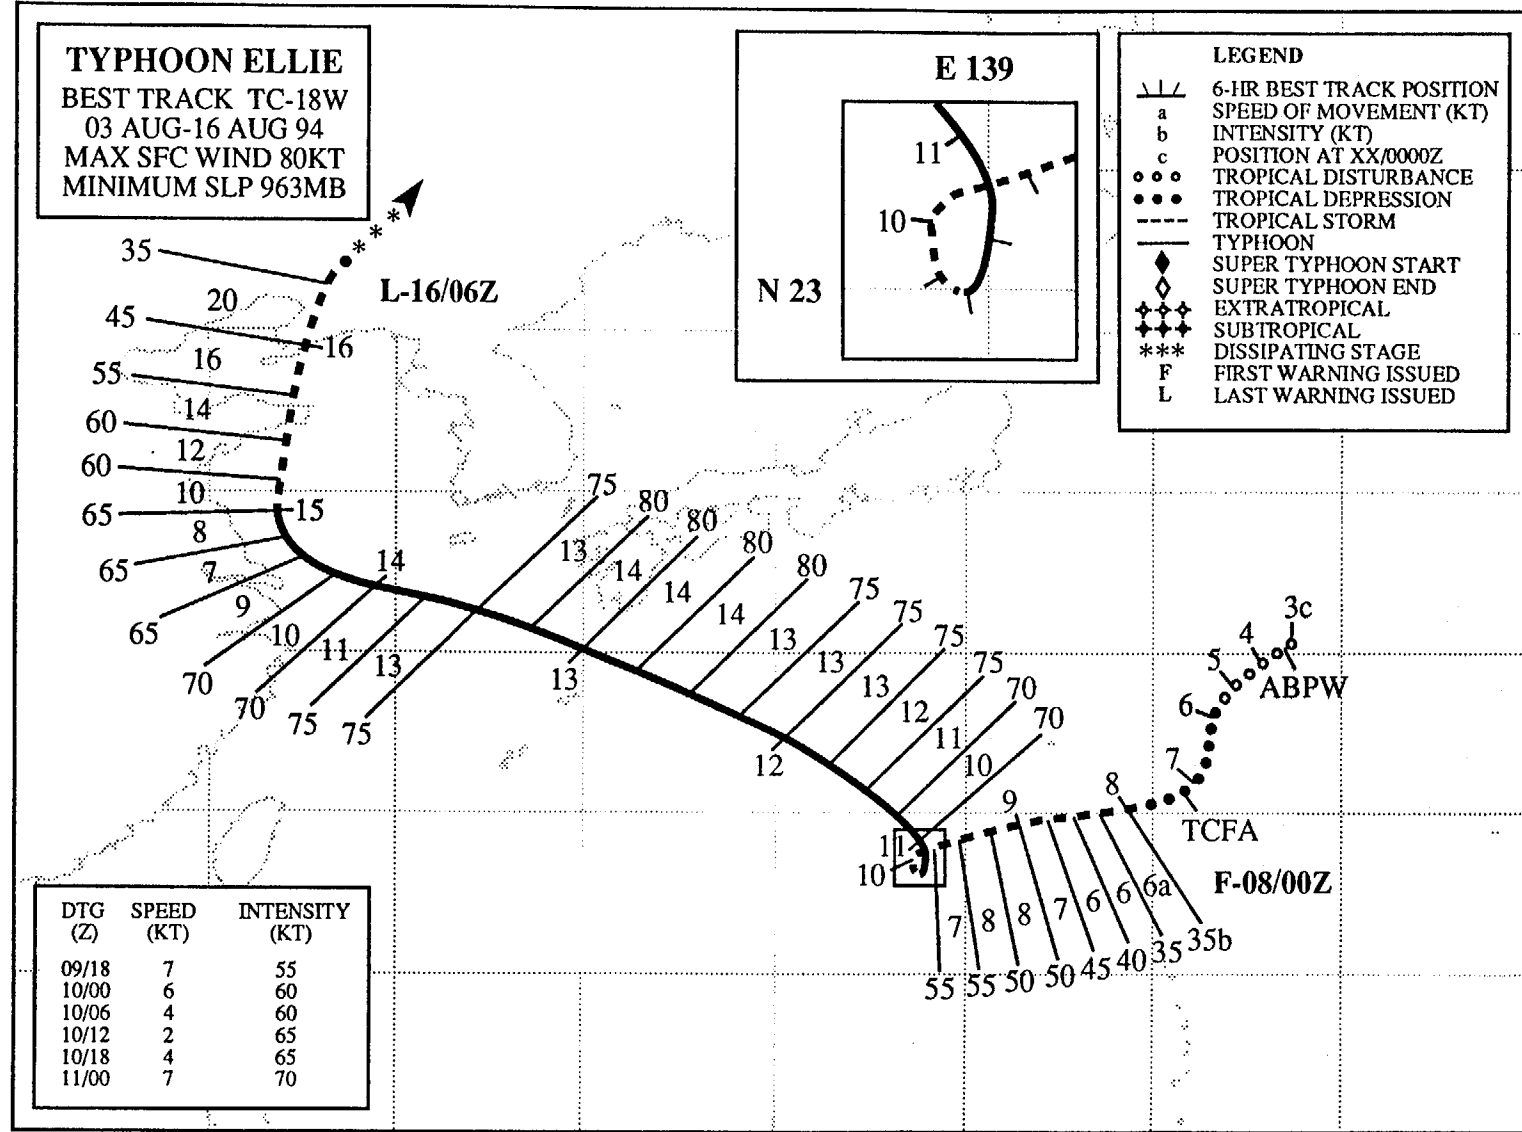 TYPHOON ELLIE
BEST TRACK TC-18W
03 AUG-16 AUG 94
MAX SFC WIND 80KT
MINIMUM SLP 963MB
E 139
11
10
N 23
LEGEND
6-HR BEST TRACK POSITION
a SPEED OF MOVEMENT (KT)
b INTENSITY (KT)
c POSITION AT XX/0000Z
TROPICAL DISTURBANCE
TROPICAL DEPRESSION
TROPICAL STORM
TYPHOON
SUPER TYPHOON START
SUPER TYPHOON END
EXTRATROPICAL
SUBTROPICAL
*** DISSIPATING STAGE
F FIRST WARNING ISSUED
L LAST WARNING ISSUED
L-16/06Z
35
20
45
16
16
55
14
60
12
60
10
65
15
8
65
7
65
9
70
10
70
11
75
13
75
14
75
13
80
14
80
14
80
14
80
13
75
13
75
13
75
12
75
11
70
10
70
13
12
11
10
3c
4
5
6
7
8
9
ABPW
TCFA
F-08/00Z
7
8
8
7
6
6
6a
55
55
50
50
45
40
35
35b
DTG SPEED INTENSITY
(Z) (KT) (KT)
09/18 7 55
10/00 6 60
10/06 4 60
10/12 2 65
10/18 4 65
11/00 7 70